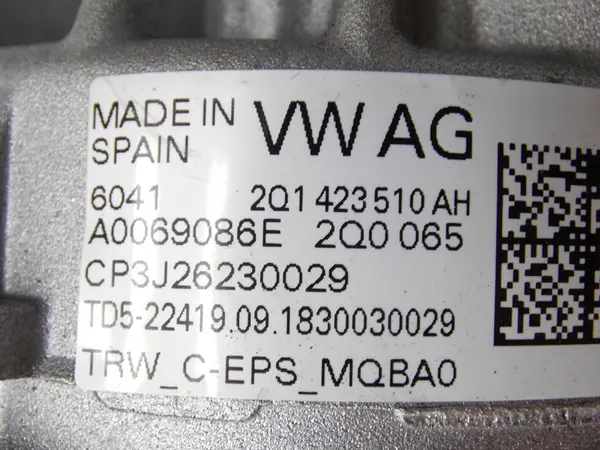 MADE IN
SPAIN
VW AG
6041 2Q1 423 510 AH
A0069086E 2Q0 065
CP3J26230029
TD5-22419.09.1830030029
TRW_C-EPS_MQBA0